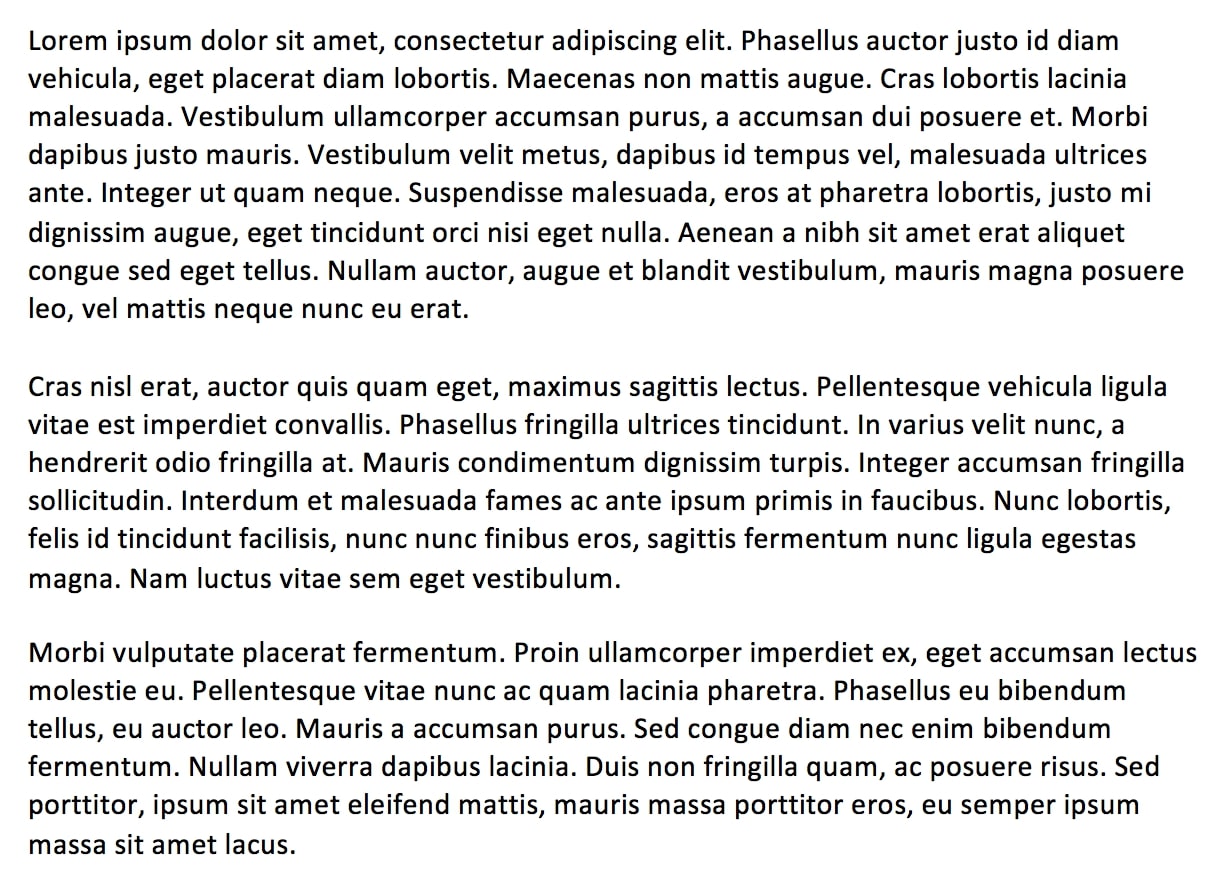 Lorem ipsum dolor sit amet, consectetur adipiscing elit. Phasellus auctor justo id diam
vehicula, eget placerat diam lobortis. Maecenas non mattis augue. Cras lobortis lacinia
malesuada. Vestibulum ullamcorper accumsan purus, a accumsan dui posuere et. Morbi
dapibus justo mauris. Vestibulum velit metus, dapibus id tempus vel, malesuada ultrices
ante. Integer ut quam neque. Suspendisse malesuada, eros at pharetra lobortis, justo mi
dignissim augue, eget tincidunt orci nisi eget nulla. Aenean a nibh sit amet erat aliquet
congue sed eget tellus. Nullam auctor, augue et blandit vestibulum, mauris magna posuere
leo, vel mattis neque nunc eu erat.
Cras nisl erat, auctor quis quam eget, maximus sagittis lectus. Pellentesque vehicula ligula
vitae est imperdiet convallis. Phasellus fringilla ultrices tincidunt. In varius velit nunc, a
hendrerit odio fringilla at. Mauris condimentum dignissim turpis. Integer accumsan fringilla
sollicitudin. Interdum et malesuada fames ac ante ipsum primis in faucibus. Nunc lobortis,
felis id tincidunt facilisis, nunc nunc finibus eros, sagittis fermentum nunc ligula egestas
magna. Nam luctus vitae sem eget vestibulum.
Morbi vulputate placerat fermentum. Proin ullamcorper imperdiet ex, eget accumsan lectus
molestie eu. Pellentesque vitae nunc ac quam lacinia pharetra. Phasellus eu bibendum
tellus, eu auctor leo. Mauris a accumsan purus. Sed congue diam nec enim bibendum
fermentum. Nullam viverra dapibus lacinia. Duis non fringilla quam, ac posuere risus. Sed
porttitor, ipsum sit amet eleifend mattis, mauris massa porttitor eros, eu semper ipsum
massa sit amet lacus.